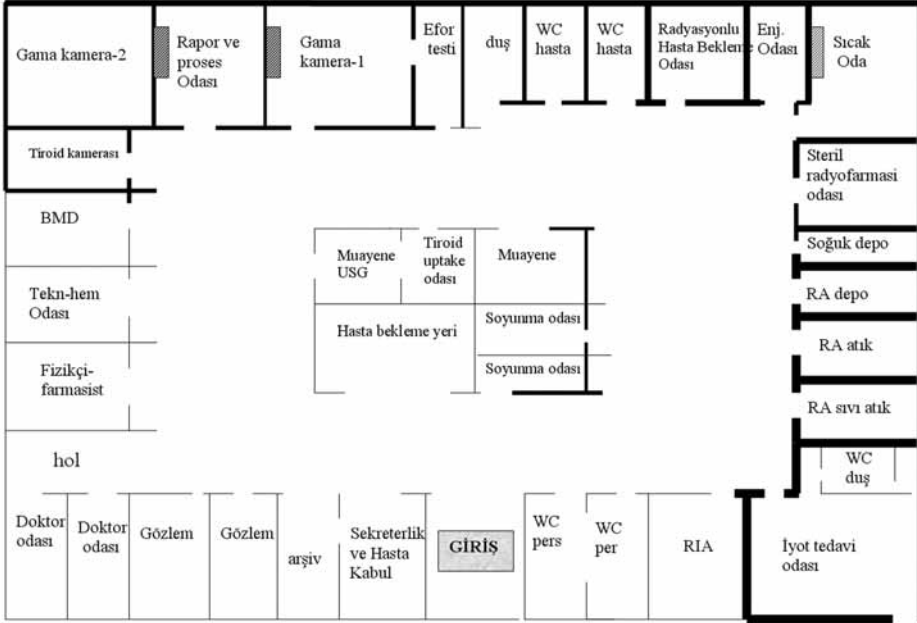 Gama kamera-2
Rapor ve
proses
Odası
Gama
kamera-1
Efor
testi
duş
WC
hasta
WC
hasta
Radyasyonlu
Hasta Bekleme
Odası
Enj.
Odası
Sıcak
Oda
Tiroid kamerası
BMD
Tekn-hem
Odası
Fizikçi-
farmasist
hol
Muayene
USG
Tiroid
uptake
odası
Muayene
Hasta bekleme yeri
Soyunma odası
Soyunma odası
Steril
radyofarmasi
odası
Soğuk depo
RA depo
RA atık
RA sıvı atık
WC
duş
Doktor
odası
Doktor
odası
Gözlem
Gözlem
arşiv
Sekreterlik
ve Hasta
Kabul
GİRİŞ
WC
pers
WC
per
RIA
İyot tedavi
odası